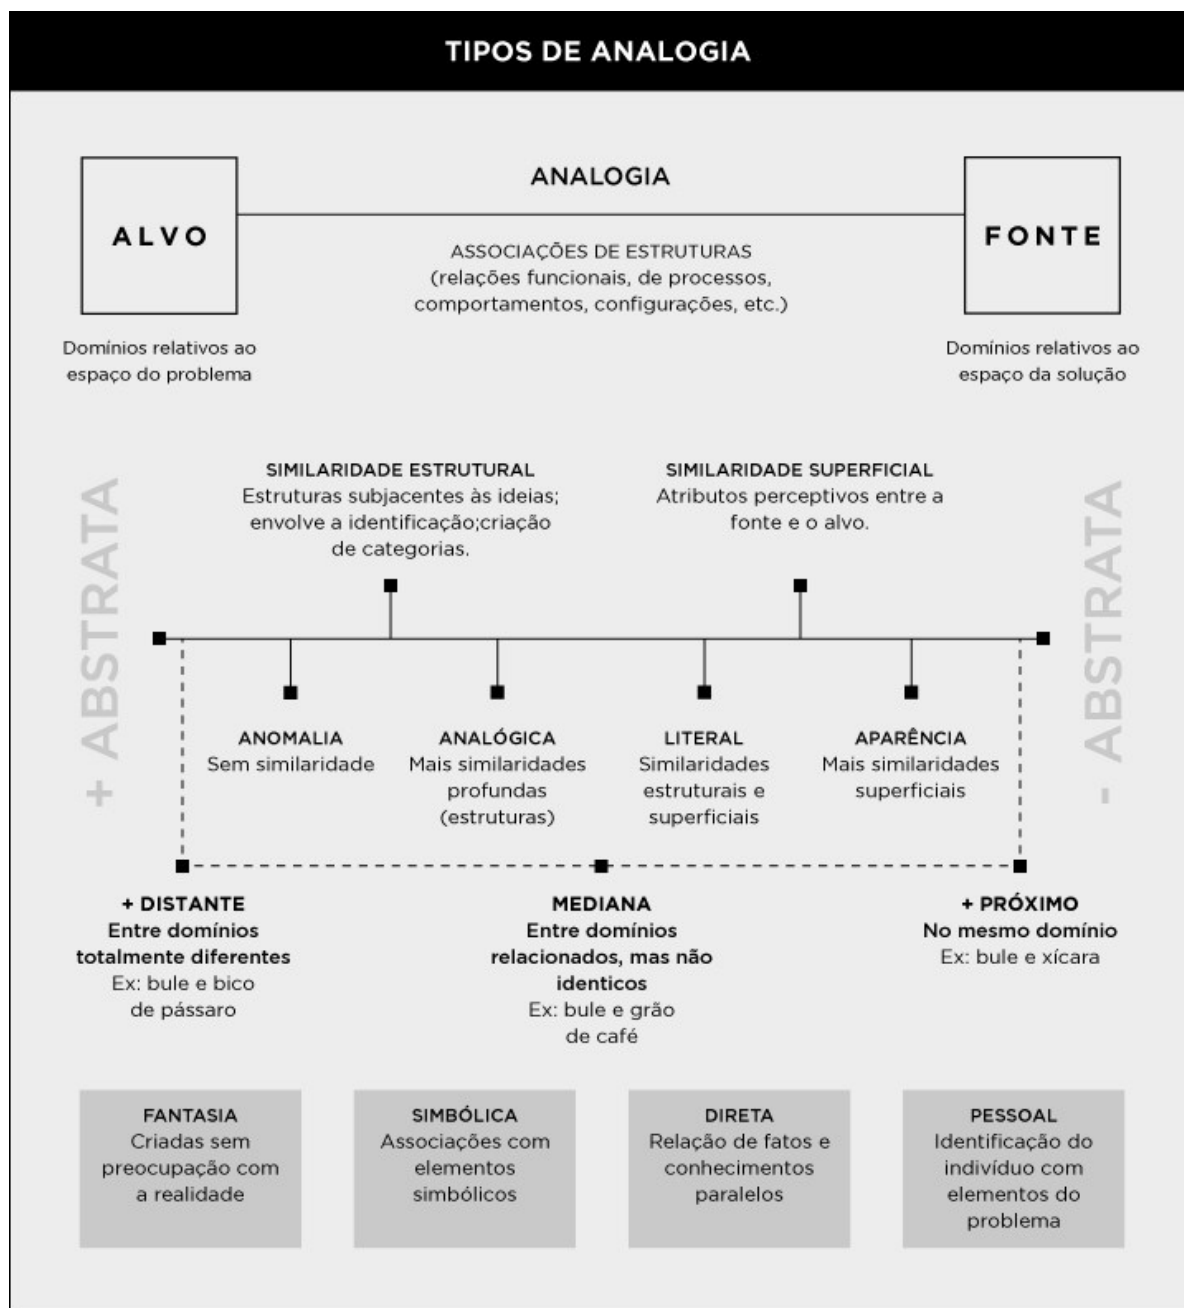 TIPOS DE ANALOGIA
ANALOGIA
ALVO
FONTE
ASSOCIAÇÕES DE ESTRUTURAS
(relações funcionais, de processos,
comportamentos, configurações, etc.)
Domínios relativos ao
espaço do problema
Domínios relativos ao
espaço da solução
+ ABSTRATA
SIMILARIDADE ESTRUTURAL
Estruturas subjacentes às ideias;
envolve a identificação;criação
de categorias.
SIMILARIDADE SUPERFICIAL
Atributos perceptivos entre a
fonte e o alvo.
- ABSTRATA
ANOMALIA
Sem similaridade
ANALÓGICA
Mais similaridades
profundas
(estruturas)
LITERAL
Similaridades
estruturais e
superficiais
APARÊNCIA
Mais similaridades
superficiais
+ DISTANTE
Entre domínios
totalmente diferentes
Ex: bule e bico
de pássaro
MEDIANA
Entre domínios
relacionados, mas não
identicos
Ex: bule e grão
de café
+ PRÓXIMO
No mesmo domínio
Ex: bule e xícara
FANTASIA
Criadas sem
preocupação com
a realidade
SIMBÓLICA
Associações com
elementos
simbólicos
DIRETA
Relação de fatos e
conhecimentos
paralelos
PESSOAL
Identificação do
indivíduo com
elementos do
problema